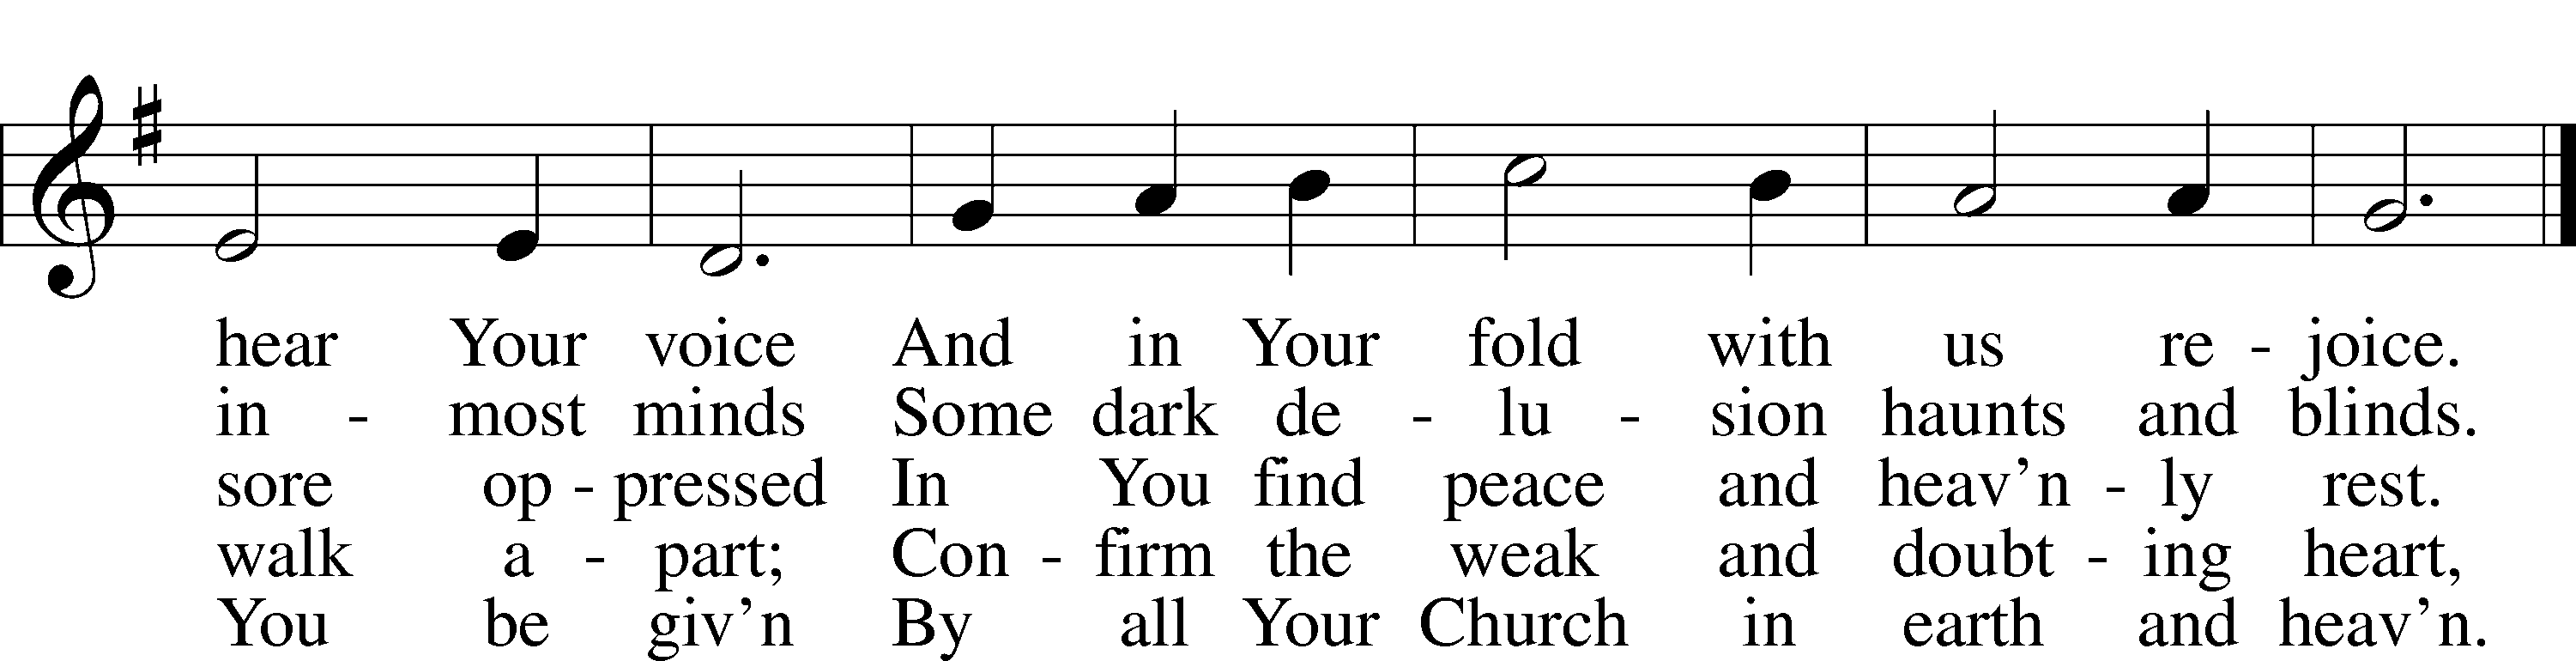 hear Your voice And in Your fold with us re - joice.
in - most minds Some dark de - lu - sion haunts and blinds.
sore op - pressed In You find peace and heav'n - ly rest.
walk a - part; Con - firm the weak and doubt - ing heart,
You be giv'n By all Your Church in earth and heav'n.